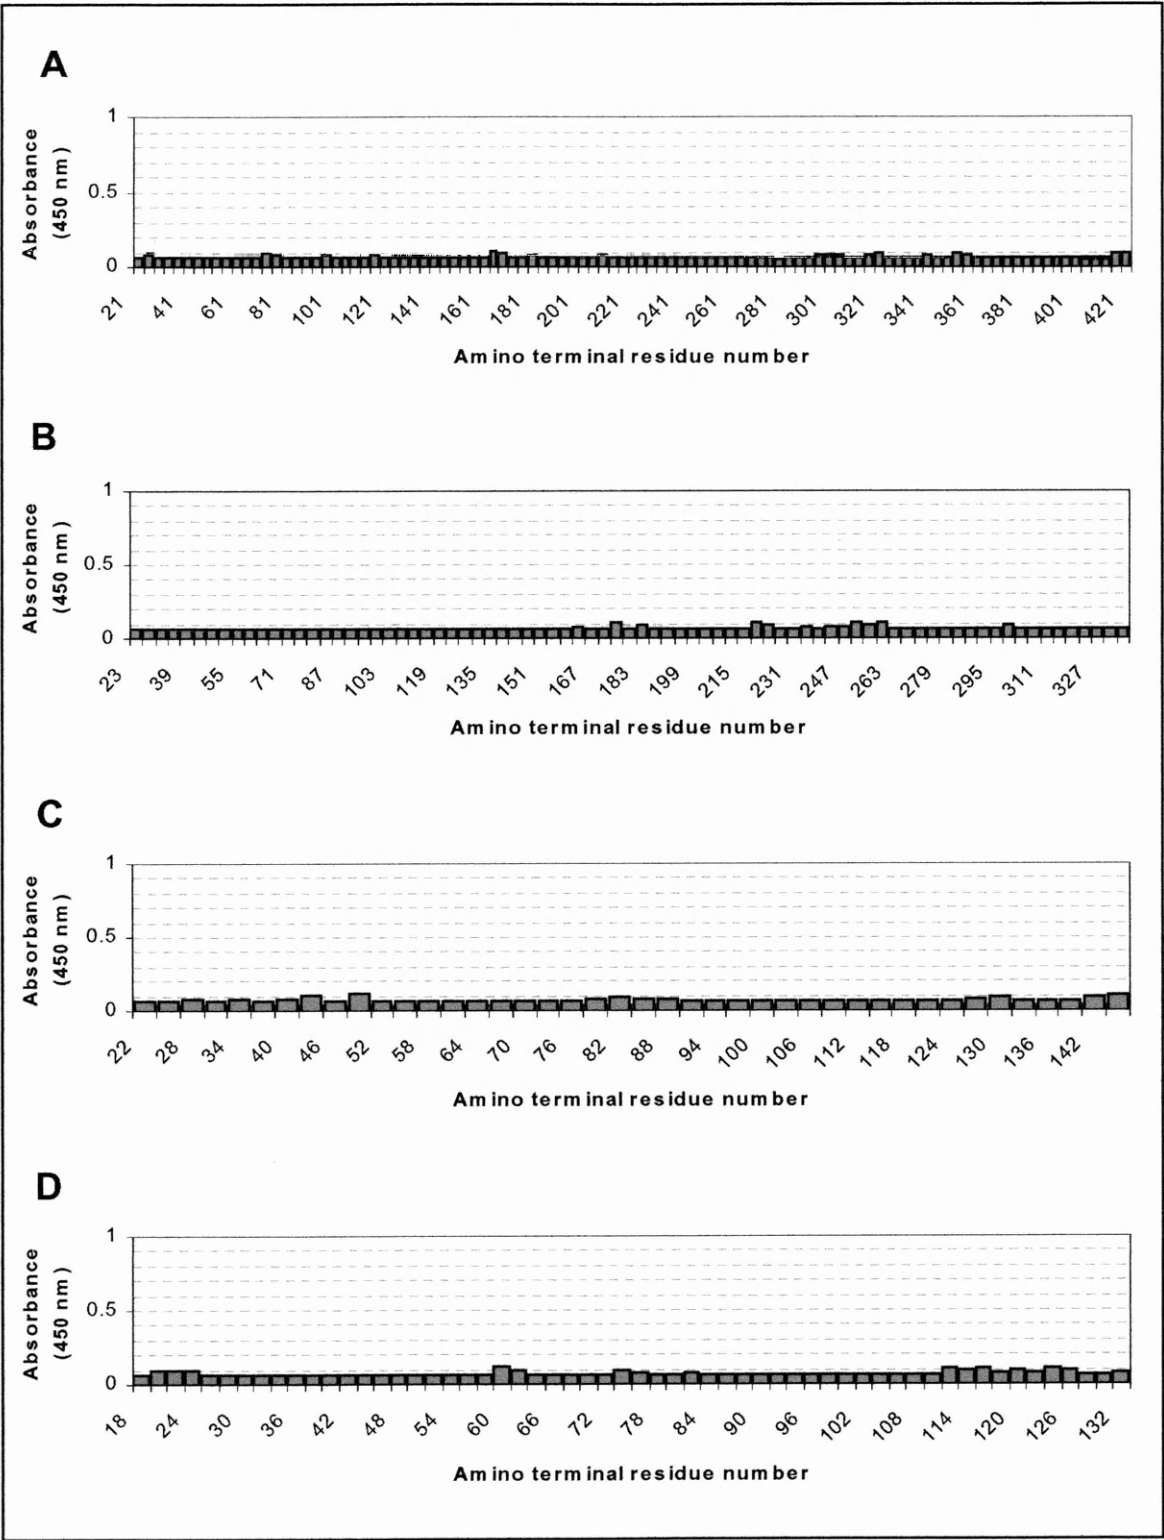 A
Absorbance
(450 nm)
1
0.5
0
21 41 61 81 101 121 141 161 181 201 221 241 261 281 301 321 341 361 381 401 421
Amino terminal residue number
B
Absorbance
(450 nm)
1
0.5
0
23 39 55 71 87 103 119 135 151 167 183 199 215 231 247 263 279 295 311 327
Amino terminal residue number
C
Absorbance
(450 nm)
1
0.5
0
22 28 34 40 46 52 58 64 70 76 82 88 94 100 106 112 118 124 130 136 142
Amino terminal residue number
D
Absorbance
(450 nm)
1
0.5
0
18 24 30 36 42 48 54 60 66 72 78 84 90 96 102 108 114 120 126 132
Amino terminal residue number